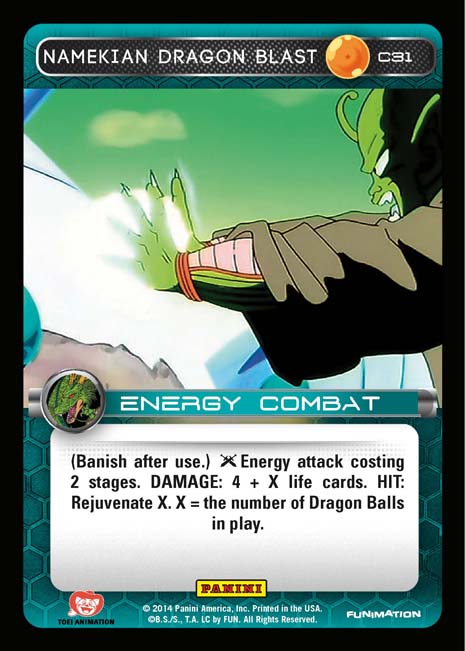 NAMEKIAN DRAGON BLAST C31
ENERGY COMBAT
(Banish after use.) Energy attack costing
2 stages. DAMAGE: 4 + X life cards. HIT:
Rejuvenate X. X = the number of Dragon Balls
in play.
PANINI
TOEI ANIMATION
© 2014 Panini America, Inc. Printed in the USA.
©B.S./S., T.A. LC by FUN. All Rights Reserved.
FUNIMATION